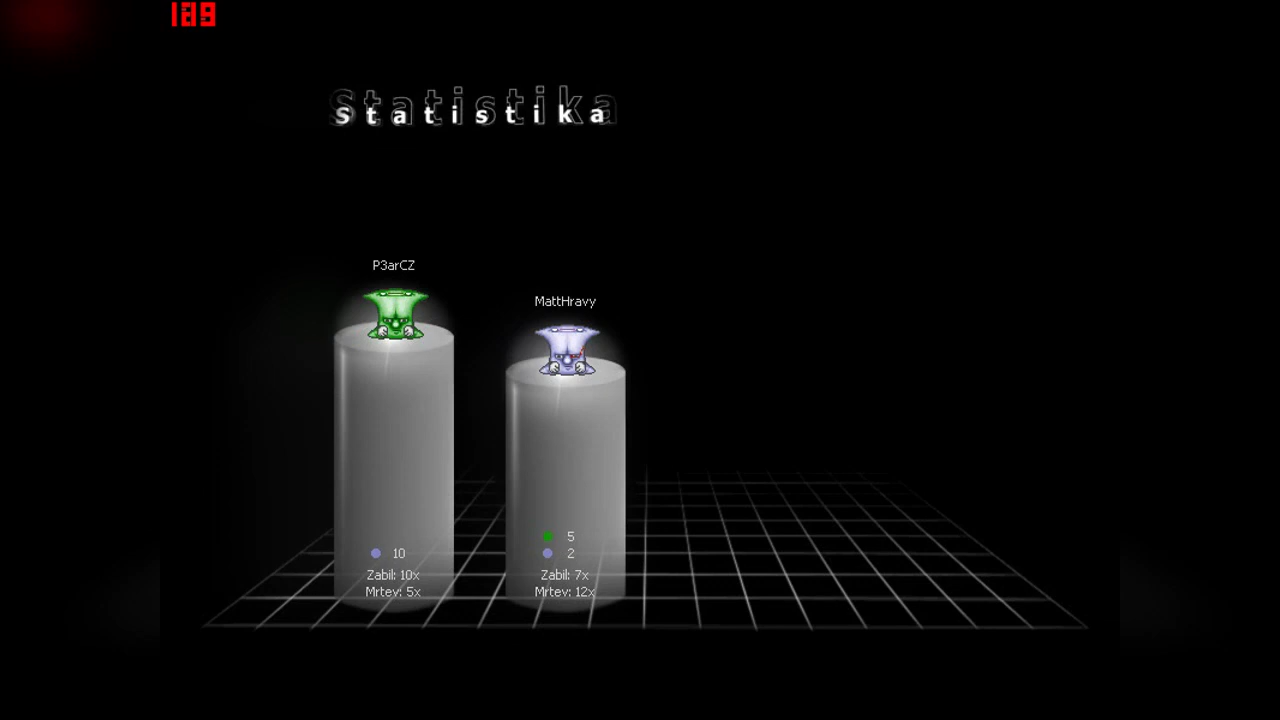 189
Statistika
P3arCZ
MattHravy
10
Zabil: 10x
Mrtev: 5x
5
2
Zabil: 7x
Mrtev: 12x